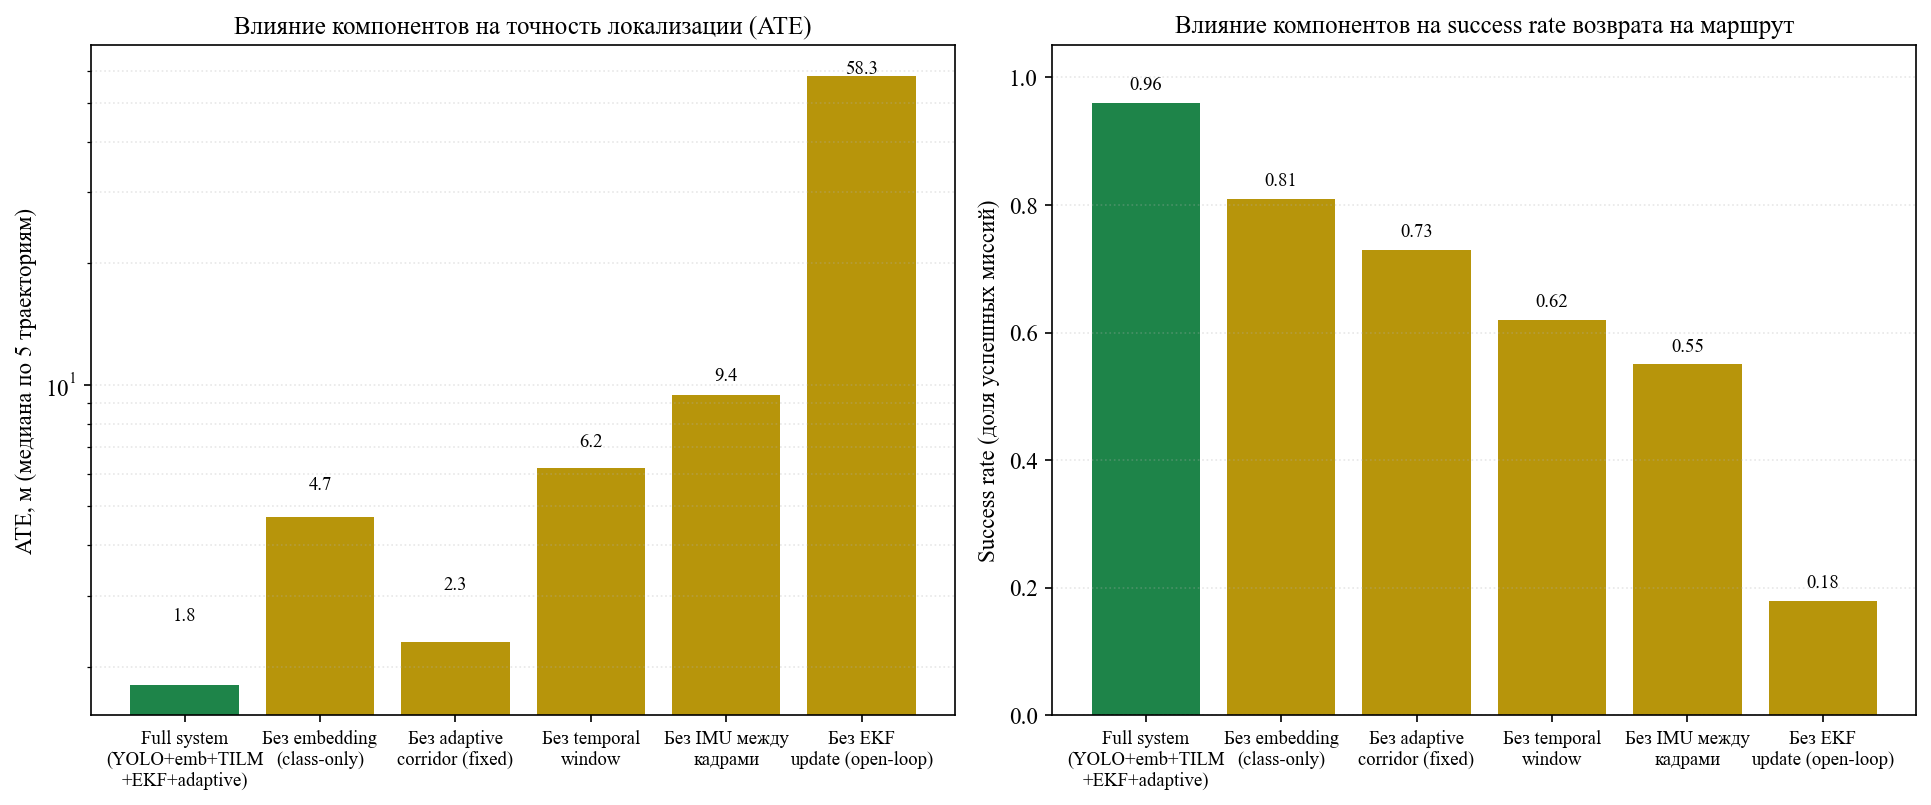 Влияние компонентов на точность локализации (ATE)
ATE, м (медиана по 5 траекториям)
10¹
1.8
4.7
2.3
6.2
9.4
58.3
Full system
(YOLO+emb+TILM
+EKF+adaptive)
Без embedding
(class-only)
Без adaptive
corridor (fixed)
Без temporal
window
Без IMU между
кадрами
Без EKF
update (open-loop)
Влияние компонентов на success rate возврата на маршрут
Success rate (доля успешных миссий)
1.0
0.8
0.6
0.4
0.2
0.0
0.96
0.81
0.73
0.62
0.55
0.18
Full system
(YOLO+emb+TILM
+EKF+adaptive)
Без embedding
(class-only)
Без adaptive
corridor (fixed)
Без temporal
window
Без IMU между
кадрами
Без EKF
update (open-loop)